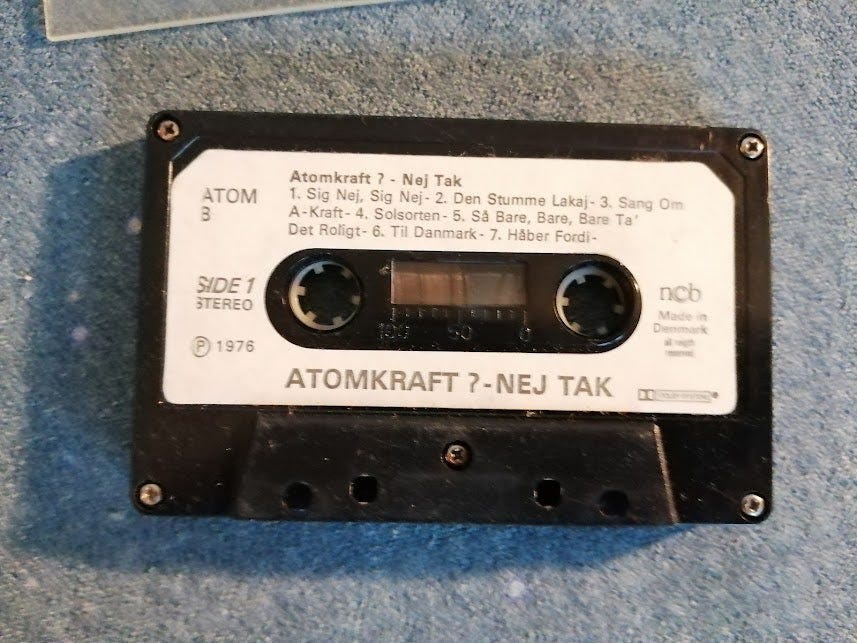 Atomkraft ? - Nej Tak
1. Sig Nej, Sig Nej - 2. Den Stumme Lakaj - 3. Sang Om
A-Kraft - 4. Solsorten - 5. Så Bare, Bare, Bare Ta'
Det Roligt - 6. Til Danmark - 7. Håber Fordi -
ATOM
B
SIDE 1
STEREO
℗ 1976
100 50 0
ncb
Made in
Denmark
ATOMKRAFT ? - NEJ TAK
DOLBY SYSTEM